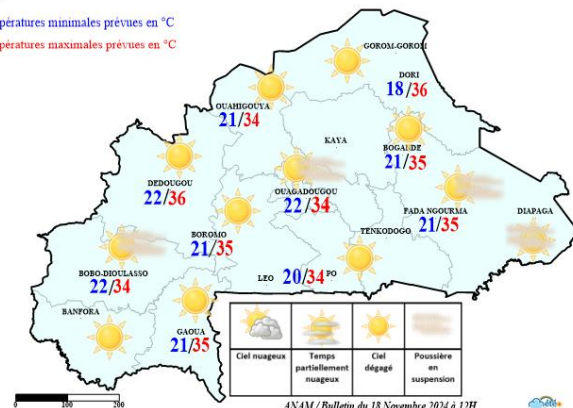 pératures minimales prévues en °C
pératures maximales prévues en °C
GOROM-GOROM
DORI
18/36
OUAHIGOUYA
21/34
KAYA
BOGANDE
21/35
DEDOUGOU
22/36
OUAGADOUGOU
22/34
FADA NGOURMA
21/35
DIAPAGA
BOROMO
21/35
TENKODOGO
BOBO-DIOULASSO
22/34
LEO
20/34 PO
BANFORA
GAOUA
21/35
Ciel nuageux
Temps
partiellement
nuageux
Ciel
dégagé
Poussière
en
suspension
0 100 200
ANAM / Bulletin du 18 Novembre 2024 à 12H